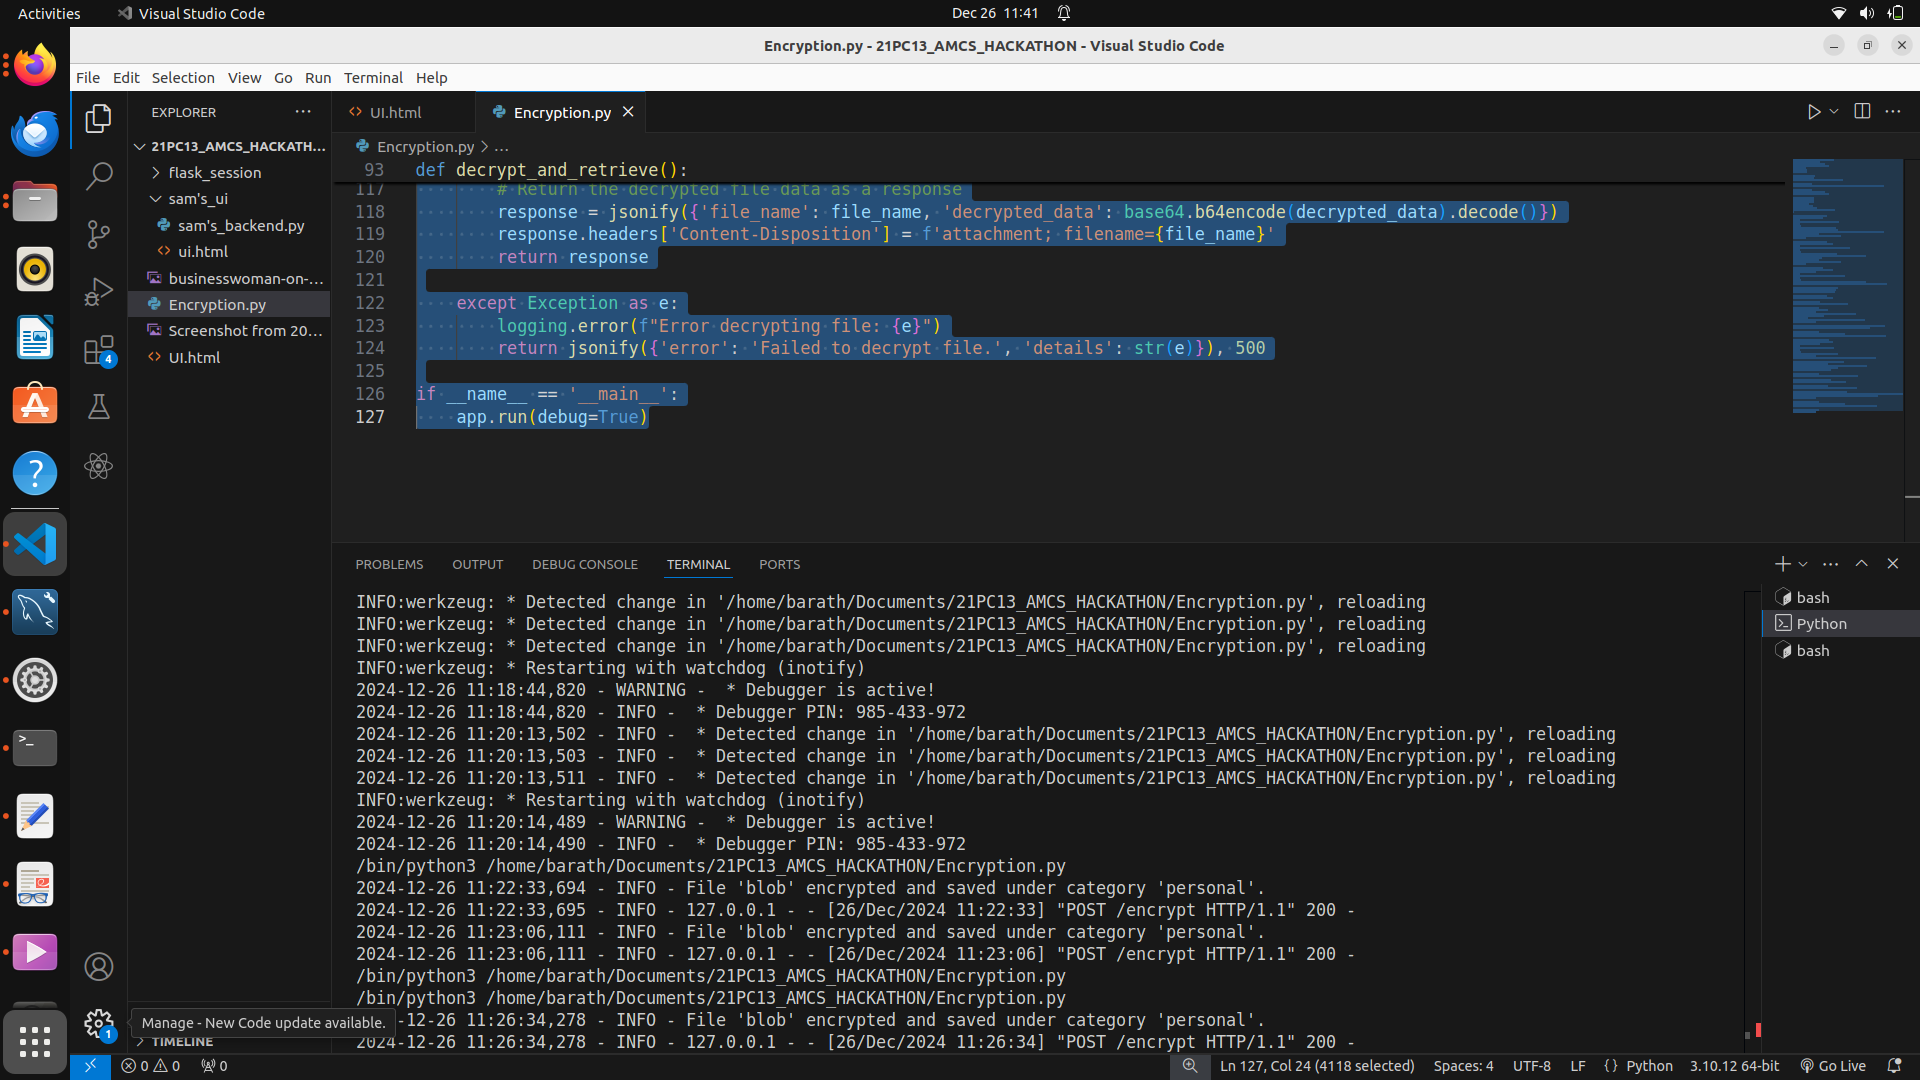 Activities
Visual Studio Code
Dec 26 11:41
Encryption.py - 21PC13_AMCS_HACKATHON - Visual Studio Code
File Edit Selection View Go Run Terminal Help
EXPLORER
21PC13_AMCS_HACKATH...
flask_session
sam's_ui
sam's_backend.py
ui.html
businesswoman-on-...
Encryption.py
Screenshot from 20...
UI.html
UI.html
Encryption.py
Encryption.py > ...
93 def decrypt_and_retrieve():
117 # Return the decrypted file data as a response
118 response = jsonify({'file_name': file_name, 'decrypted_data': base64.b64encode(decrypted_data).decode()})
119 response.headers['Content-Disposition'] = f'attachment; filename={file_name}'
120 return response
121
122 except Exception as e:
123 logging.error(f"Error decrypting file: {e}")
124 return jsonify({'error': 'Failed to decrypt file.', 'details': str(e)}), 500
125
126 if __name__ == '__main__':
127 app.run(debug=True)
PROBLEMS OUTPUT DEBUG CONSOLE TERMINAL PORTS
INFO:werkzeug: * Detected change in '/home/barath/Documents/21PC13_AMCS_HACKATHON/Encryption.py', reloading
INFO:werkzeug: * Detected change in '/home/barath/Documents/21PC13_AMCS_HACKATHON/Encryption.py', reloading
INFO:werkzeug: * Detected change in '/home/barath/Documents/21PC13_AMCS_HACKATHON/Encryption.py', reloading
INFO:werkzeug: * Restarting with watchdog (inotify)
2024-12-26 11:18:44,820 - WARNING -  * Debugger is active!
2024-12-26 11:18:44,820 - INFO -  * Debugger PIN: 985-433-972
2024-12-26 11:20:13,502 - INFO -  * Detected change in '/home/barath/Documents/21PC13_AMCS_HACKATHON/Encryption.py', reloading
2024-12-26 11:20:13,503 - INFO -  * Detected change in '/home/barath/Documents/21PC13_AMCS_HACKATHON/Encryption.py', reloading
2024-12-26 11:20:13,511 - INFO -  * Detected change in '/home/barath/Documents/21PC13_AMCS_HACKATHON/Encryption.py', reloading
INFO:werkzeug: * Restarting with watchdog (inotify)
2024-12-26 11:20:14,489 - WARNING -  * Debugger is active!
2024-12-26 11:20:14,490 - INFO -  * Debugger PIN: 985-433-972
/bin/python3 /home/barath/Documents/21PC13_AMCS_HACKATHON/Encryption.py
2024-12-26 11:22:33,694 - INFO - File 'blob' encrypted and saved under category 'personal'.
2024-12-26 11:22:33,695 - INFO - 127.0.0.1 - - [26/Dec/2024 11:22:33] "POST /encrypt HTTP/1.1" 200 -
2024-12-26 11:23:06,111 - INFO - File 'blob' encrypted and saved under category 'personal'.
2024-12-26 11:23:06,111 - INFO - 127.0.0.1 - - [26/Dec/2024 11:23:06] "POST /encrypt HTTP/1.1" 200 -
/bin/python3 /home/barath/Documents/21PC13_AMCS_HACKATHON/Encryption.py
/bin/python3 /home/barath/Documents/21PC13_AMCS_HACKATHON/Encryption.py
-12-26 11:26:34,278 - INFO - File 'blob' encrypted and saved under category 'personal'.
2024-12-26 11:26:34,278 - INFO - 127.0.0.1 - - [26/Dec/2024 11:26:34] "POST /encrypt HTTP/1.1" 200 -
bash
Python
bash
4
Manage - New Code update available.
1
TIMELINE
0 0 0
Ln 127, Col 24 (4118 selected) Spaces: 4 UTF-8 LF {} Python 3.10.12 64-bit Go Live